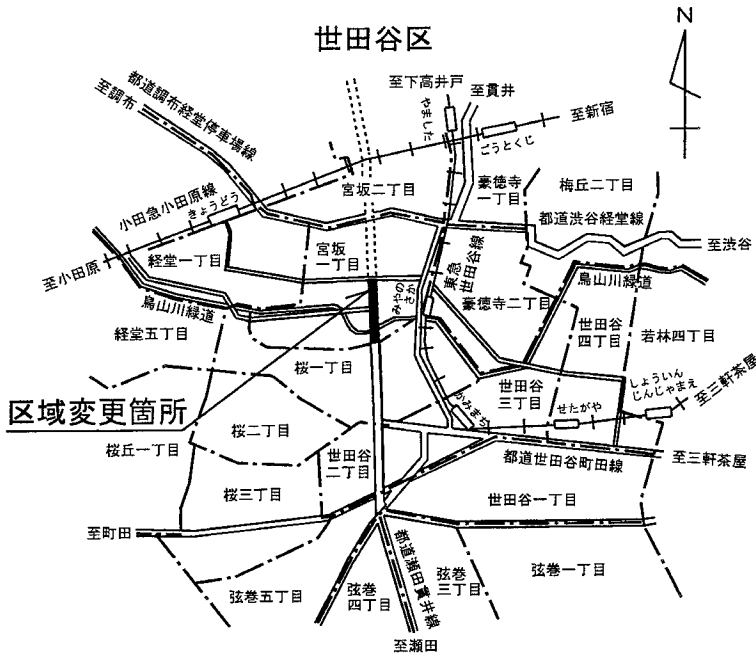 世田谷区
N
至下高井戸
至貫井
至新宿
やました
ごうとくじ
都道調布経堂停車場線
至調布
小田急小田原線
きょうどう
至小田原
宮坂二丁目
豪徳寺
一丁目
梅丘二丁目
都道渋谷経堂線
至渋谷
経堂一丁目
宮坂
一丁目
東急
世田谷線
みやのさか
豪徳寺二丁目
烏山川緑道
烏山川緑道
経堂五丁目
世田谷
四丁目
若林四丁目
桜一丁目
世田谷
三丁目
しょういん
じんじゃまえ
至三軒茶屋
区域変更箇所
かみまち
せたがや
桜丘一丁目
桜二丁目
世田谷
二丁目
都道世田谷町田線
至三軒茶屋
桜三丁目
世田谷一丁目
至町田
都道瀬田貫井線
弦巻五丁目
弦巻
四丁目
弦巻
三丁目
弦巻一丁目
至瀬田